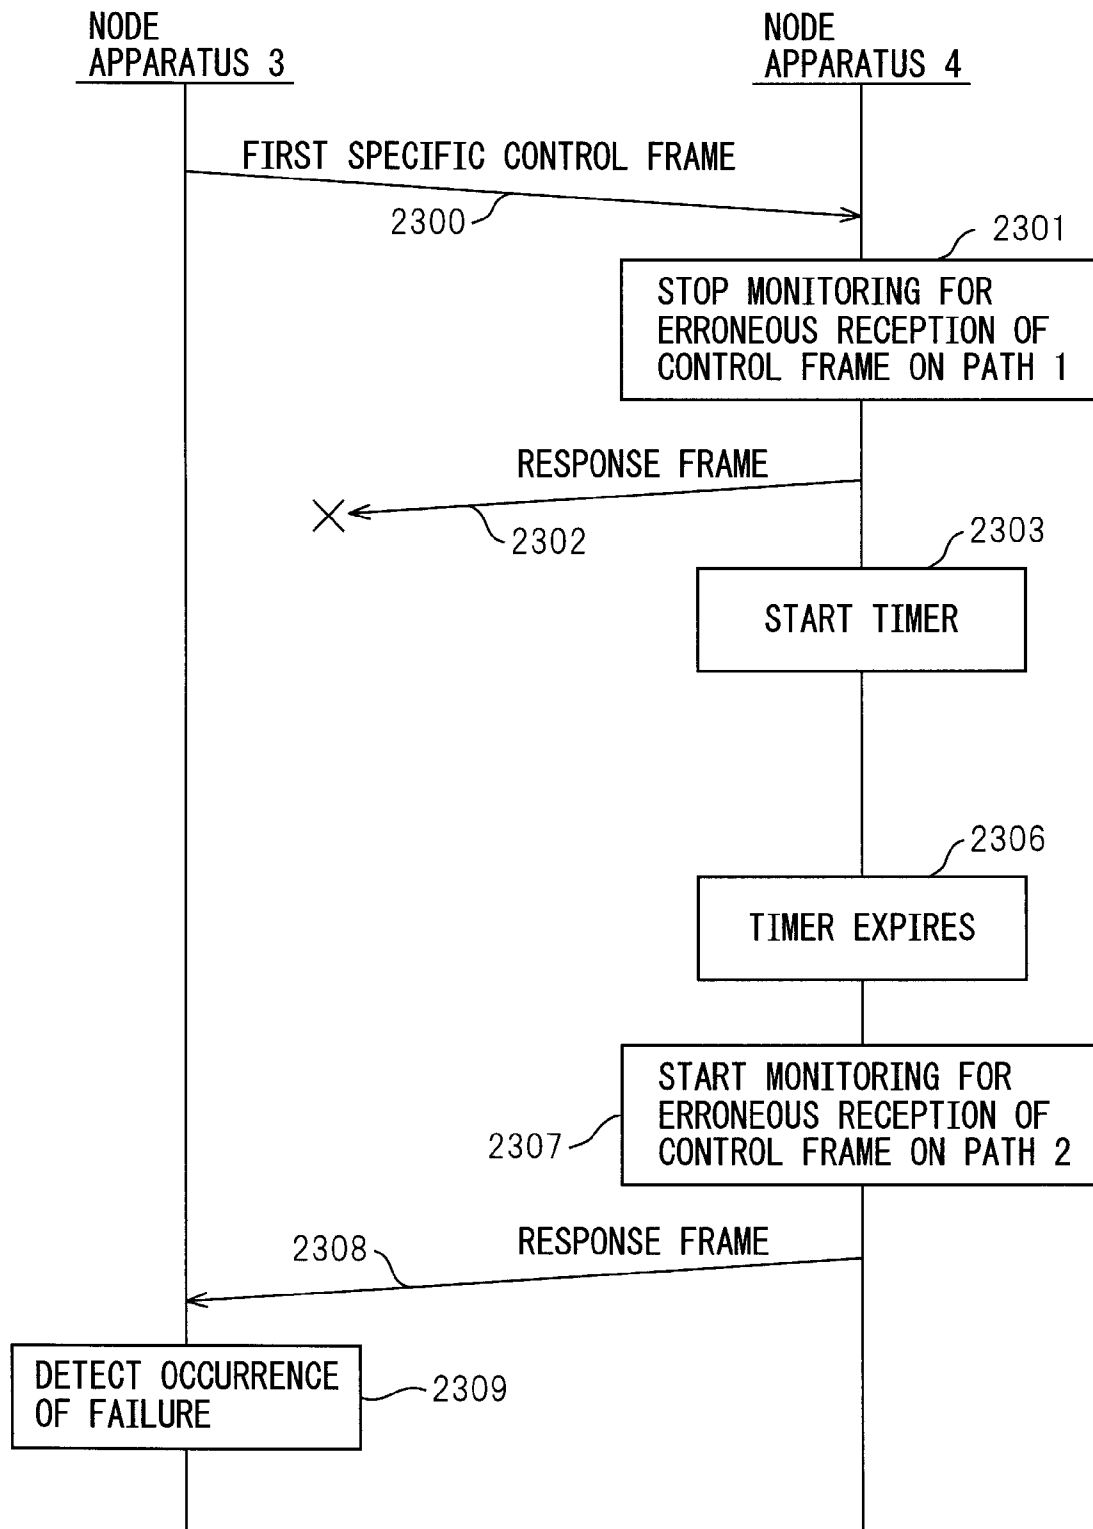 NODE
APPARATUS 3
NODE
APPARATUS 4
FIRST SPECIFIC CONTROL FRAME
2300
2301
STOP MONITORING FOR
ERRONEOUS RECEPTION OF
CONTROL FRAME ON PATH 1
RESPONSE FRAME
2302
2303
START TIMER
2306
TIMER EXPIRES
START MONITORING FOR
ERRONEOUS RECEPTION OF
CONTROL FRAME ON PATH 2
2307
2308
RESPONSE FRAME
DETECT OCCURRENCE
OF FAILURE
2309